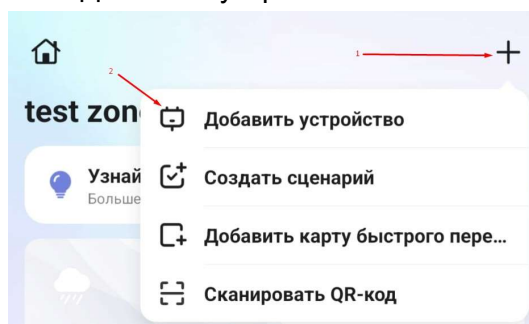 1
2
test zon
Добавить устройство
Узнай
Больше
Создать сценарий
Добавить карту быстрого пере...
Сканировать QR-код